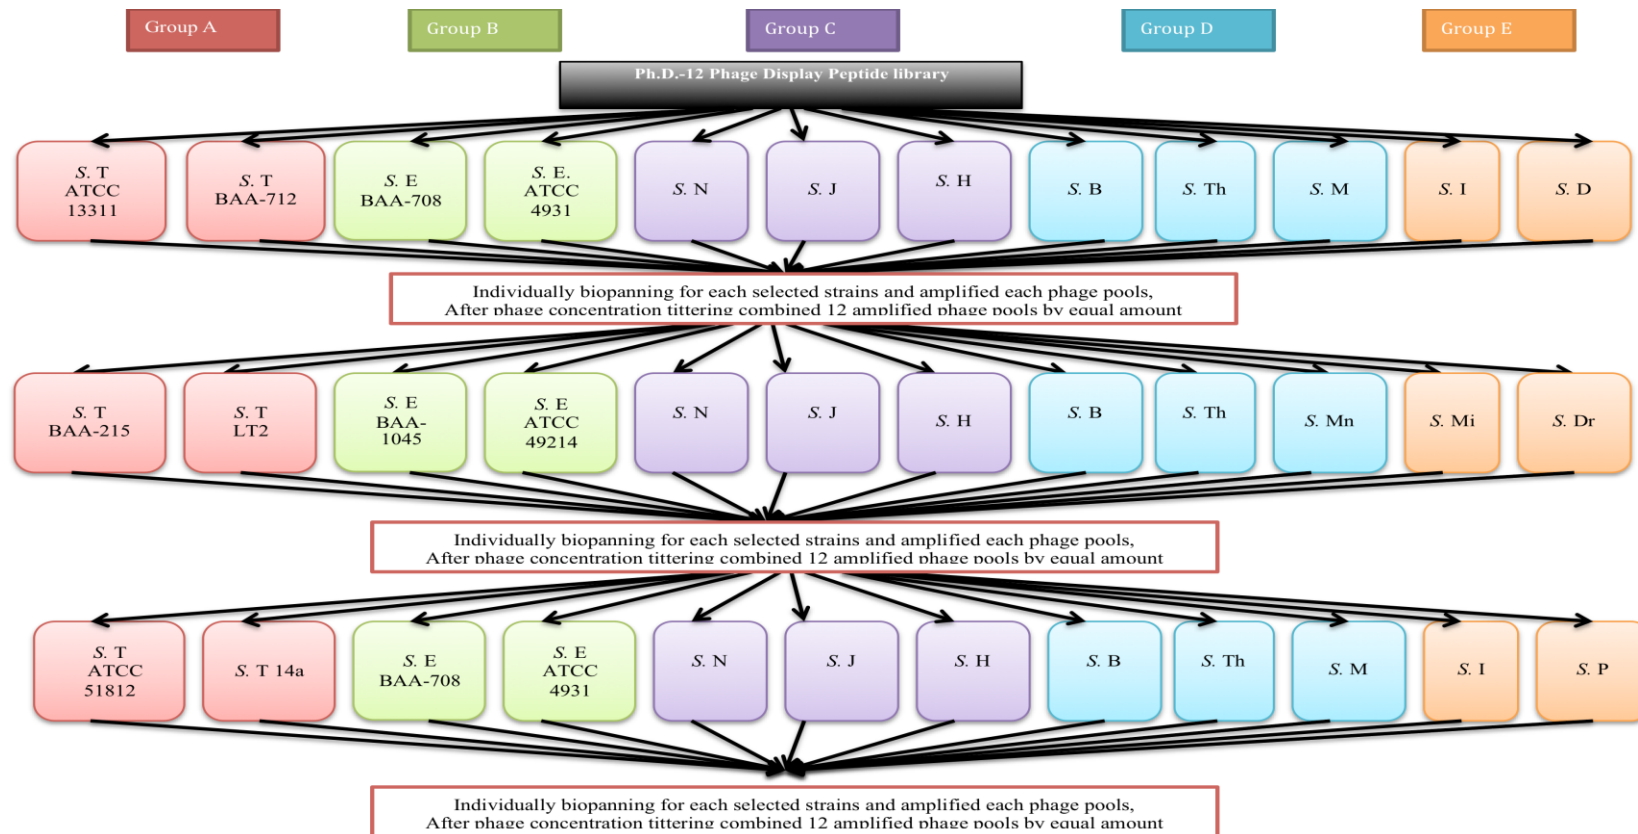 Group A
Group B
Group C
Group D
Group E
Ph.D.-12 Phage Display Peptide library
S. T
ATCC
13311
S. T
BAA-712
S. E
BAA-708
S. E.
ATCC
4931
S. N
S. J
S. H
S. B
S. Th
S. M
S. I
S. D
Individually biopanning for each selected strains and amplified each phage pools,
After phage concentration tittering combined 12 amplified phage pools by equal amount
S. T
BAA-215
S. T
LT2
S. E
BAA-
1045
S. E
ATCC
49214
S. N
S. J
S. H
S. B
S. Th
S. Mn
S. Mi
S. Dr
Individually biopanning for each selected strains and amplified each phage pools,
After phage concentration tittering combined 12 amplified phage pools by equal amount
S. T
ATCC
51812
S. T 14a
S. E
BAA-708
S. E
ATCC
4931
S. N
S. J
S. H
S. B
S. Th
S. M
S. I
S. P
Individually biopanning for each selected strains and amplified each phage pools,
After phage concentration tittering combined 12 amplified phage pools by equal amount